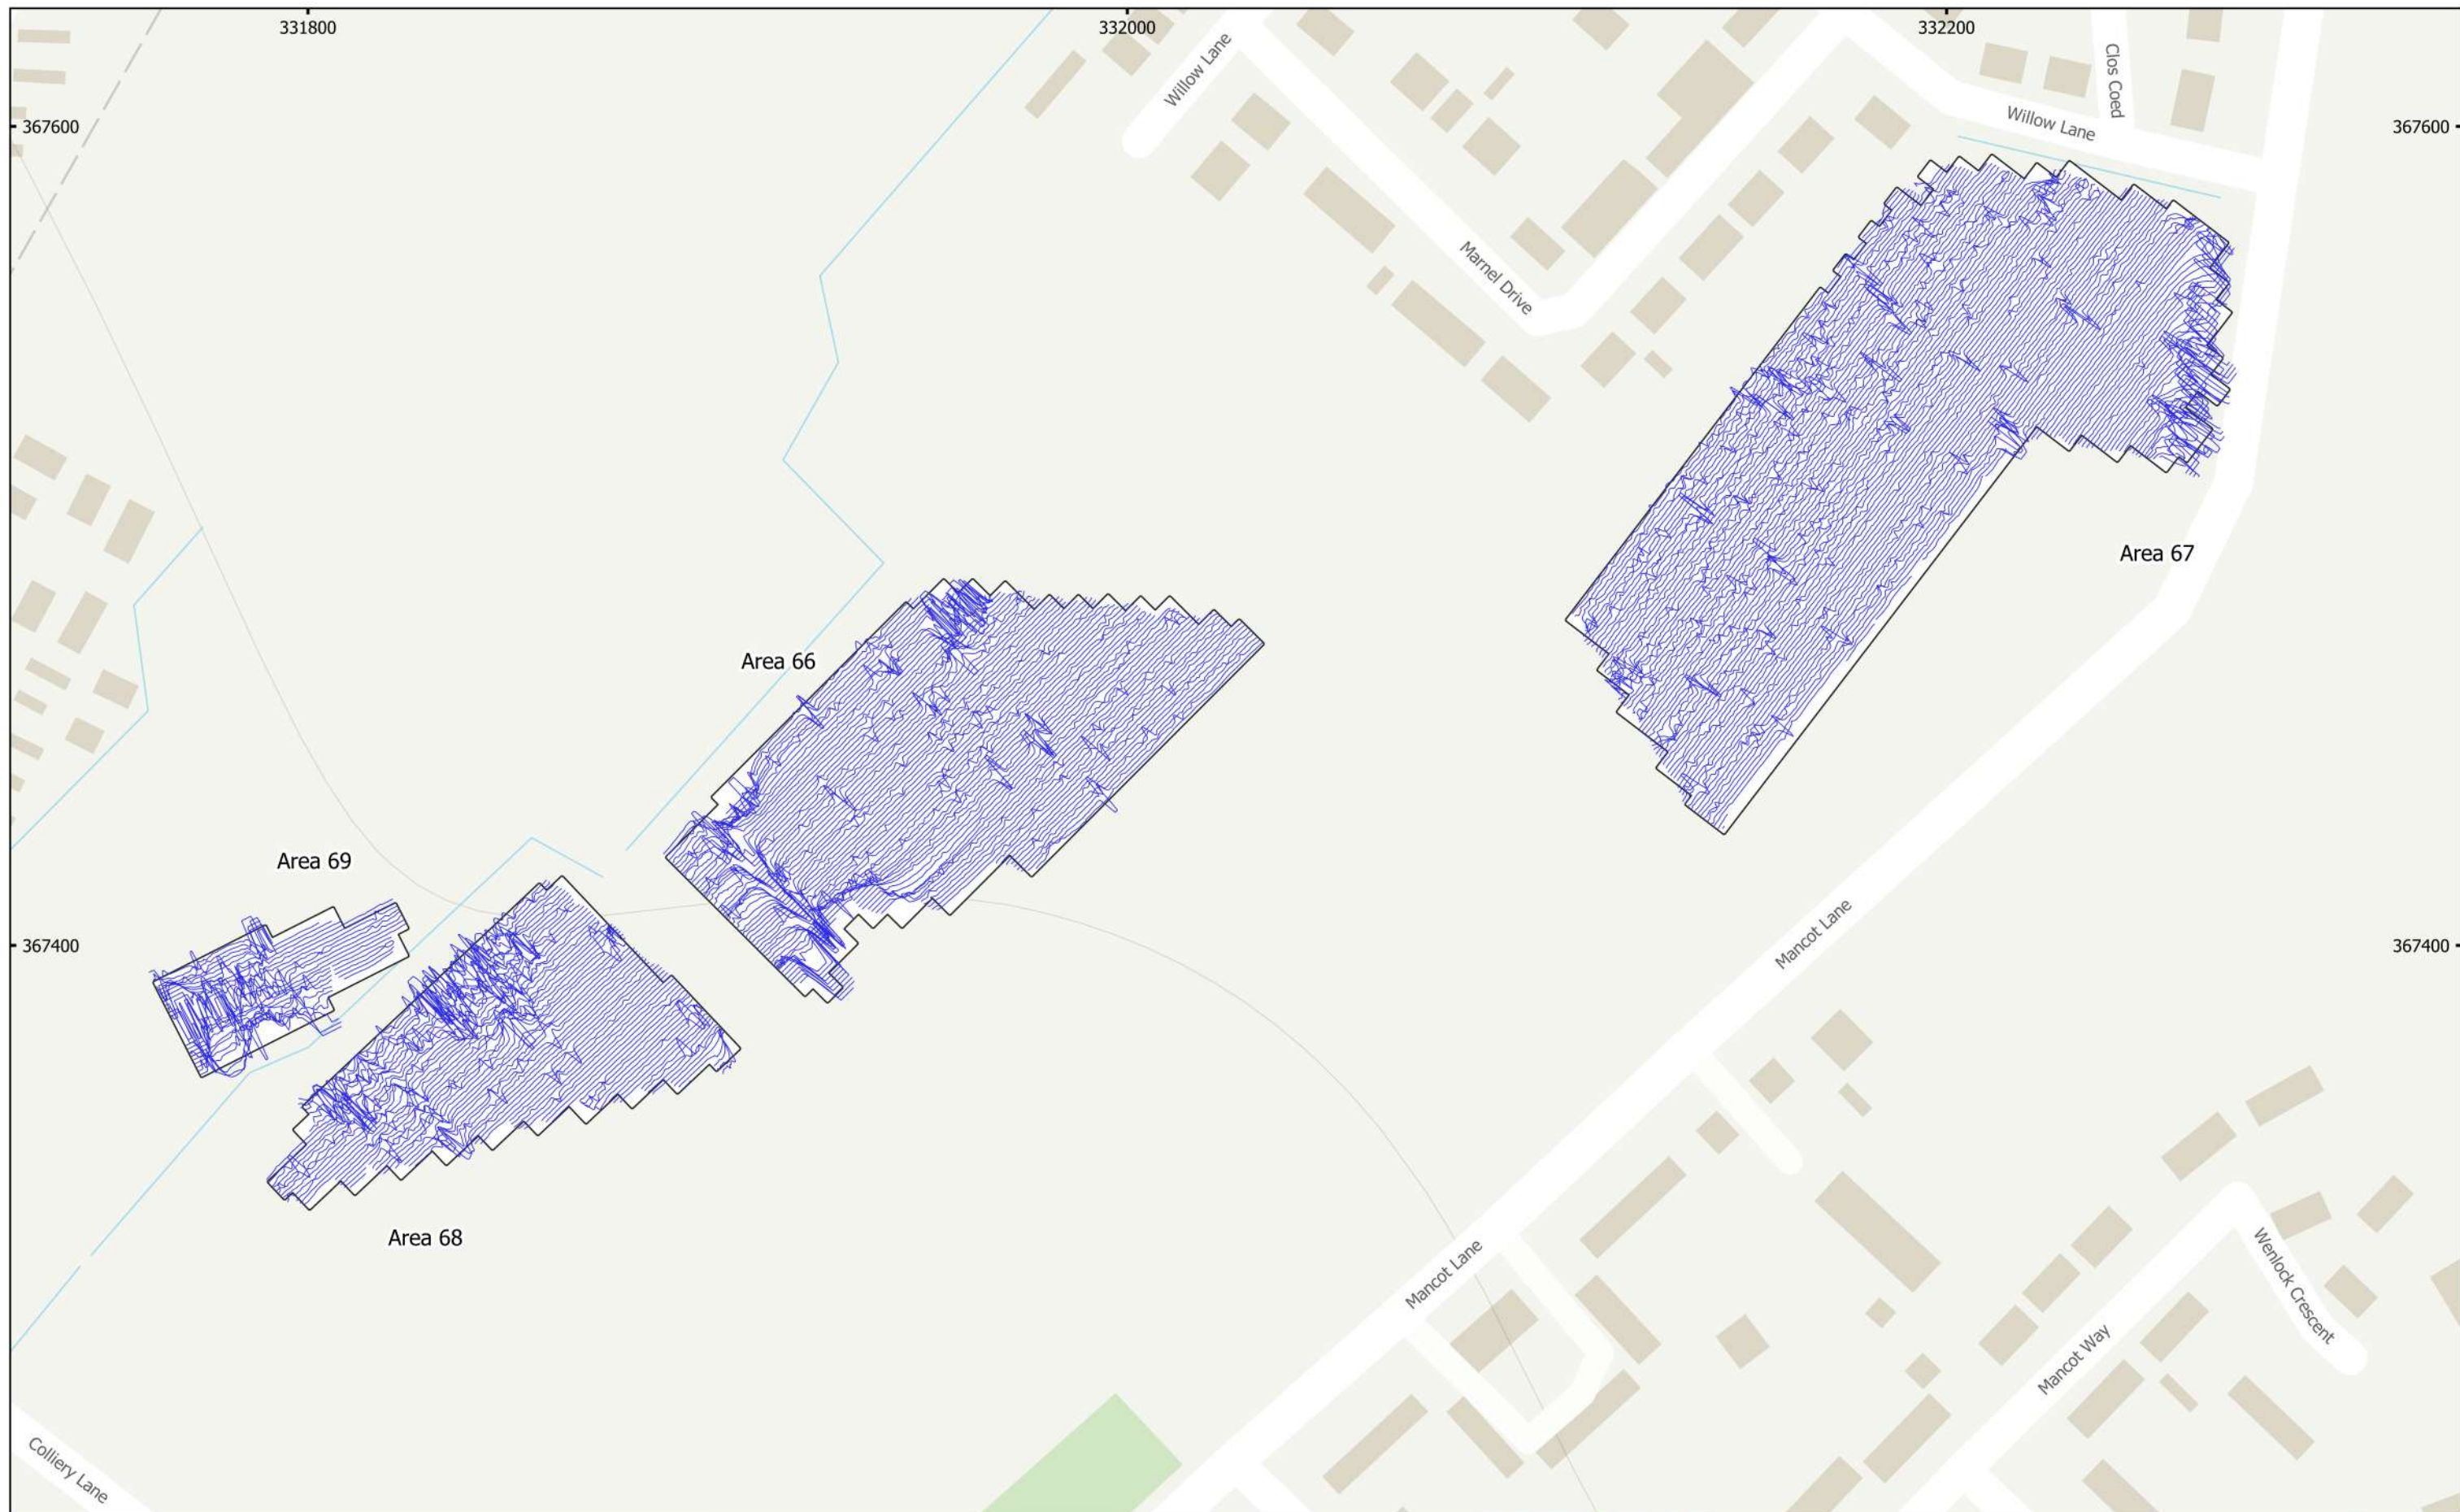 331800
332000
332200
367600
367600
Willow Lane
Clos Coed
Willow Lane
Marnel Drive
Area 67
Area 66
Area 69
367400
367400
Mancot Lane
Area 68
Mancot Lane
Wenlock Crescent
Mancot Way
Colliery Lane